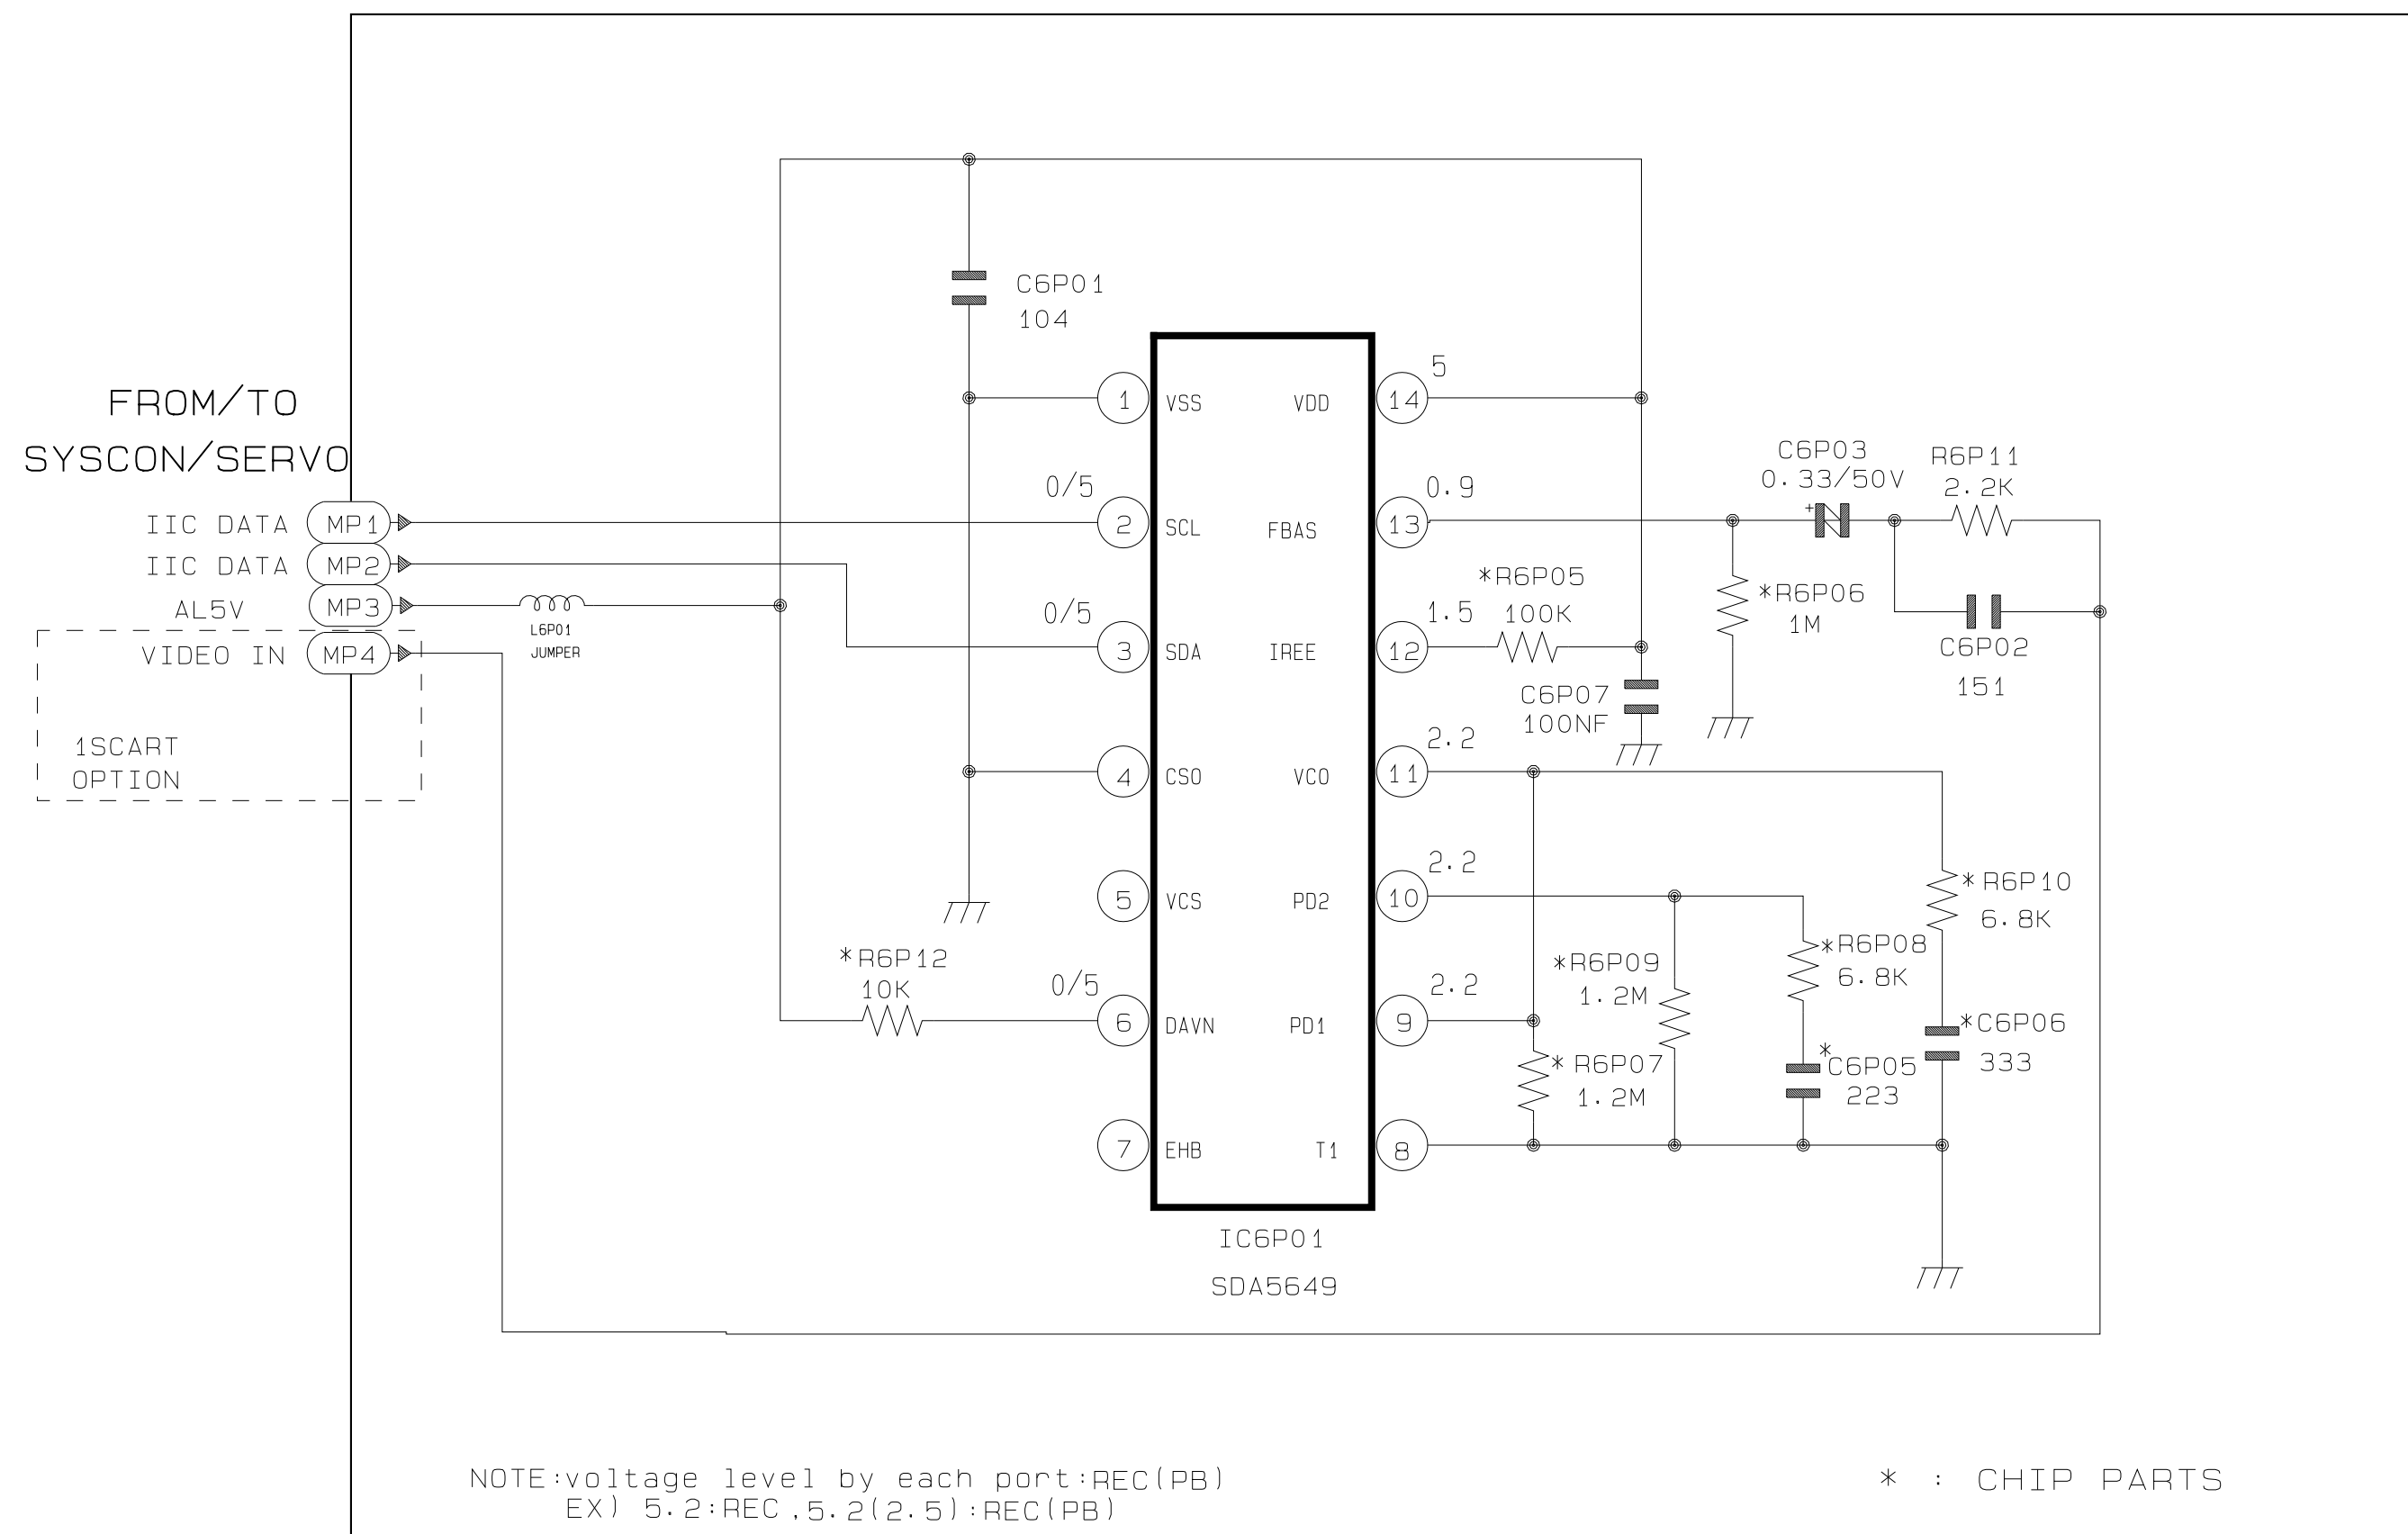 C6P01
104
FROM/TO
SYSCON/SERVO
IIC DATA MP1
IIC DATA MP2
AL5V MP3
VIDEO IN MP4
1SCART
OPTION
L6P01
JUMPER
1 VSS VDD 14 5
0/5 2 SCL FBAS 13 0.9
0/5 3 SDA IREE 12 1.5
4 CSO VCO 11 2.2
5 VCS PD2 10 2.2
0/5 6 DAVN PD1 9 2.2
7 EHB T1 8
*R6P12
10K
IC6P01
SDA5649
C6P03
0.33/50V
+
R6P11
2.2K
*R6P05
100K
*R6P06
1M
C6P02
151
C6P07
100NF
*R6P10
6.8K
*R6P08
6.8K
*R6P09
1.2M
*C6P06
333
*C6P05
223
*R6P07
1.2M
NOTE:voltage level by each port:REC(PB)
EX) 5.2:REC ,5.2(2.5):REC(PB)
* : CHIP PARTS